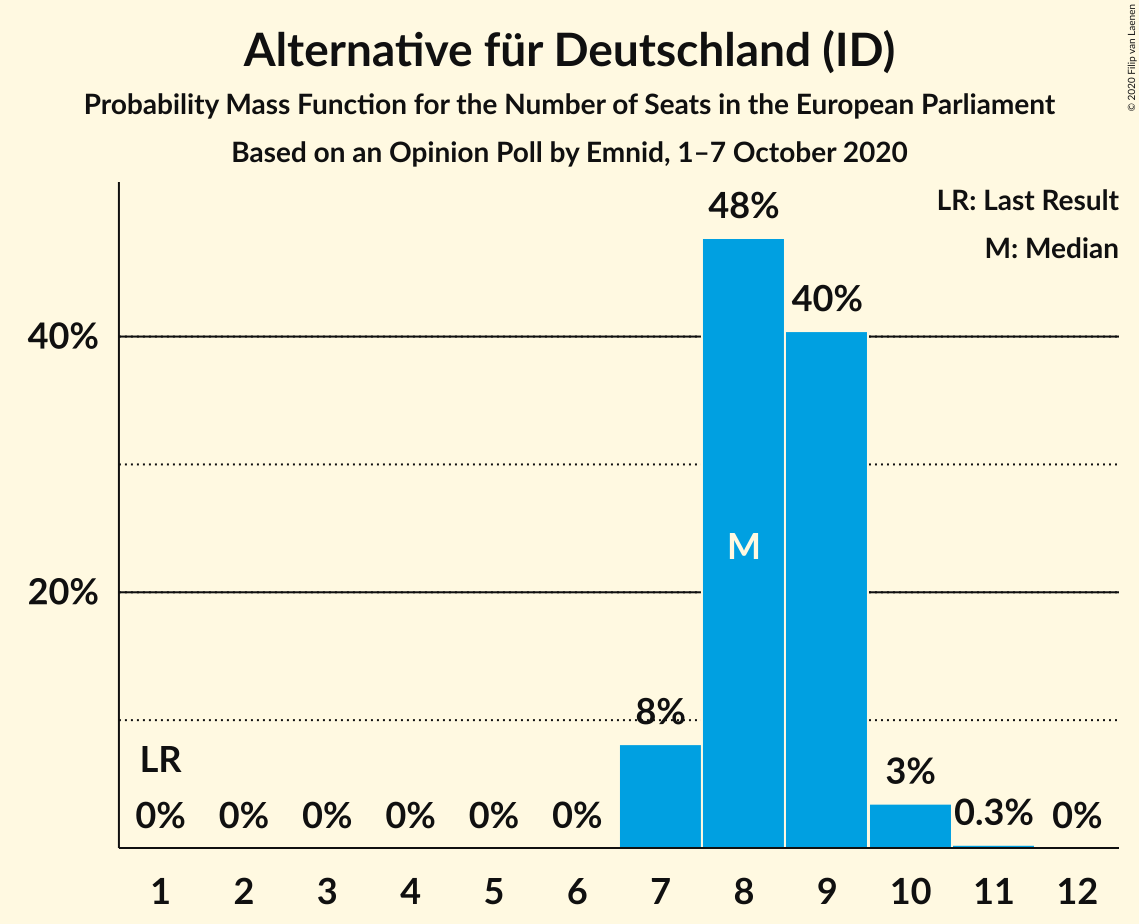 Alternative für Deutschland (ID)
Probability Mass Function for the Number of Seats in the European Parliament
Based on an Opinion Poll by Emnid, 1–7 October 2020
© 2020 Filip van Laenen
LR: Last Result
M: Median
48%
40%
40%
M
20%
8%
LR
3%
0% 0% 0% 0% 0% 0% 0.3% 0%
1 2 3 4 5 6 7 8 9 10 11 12